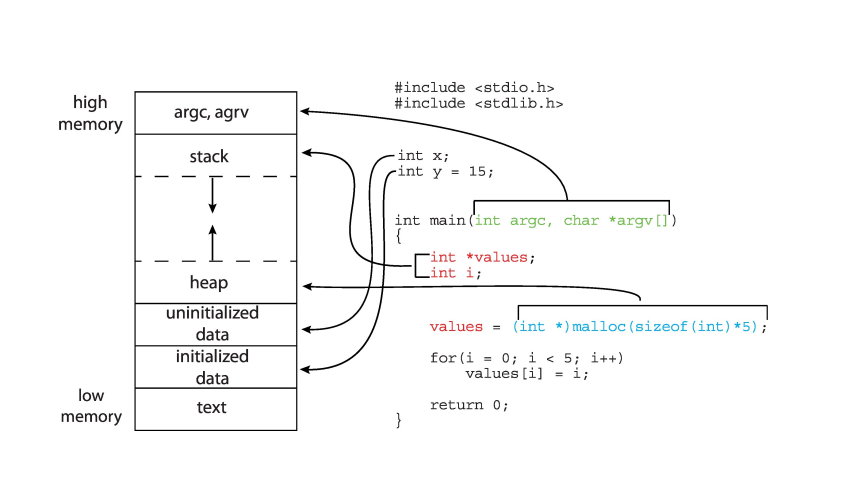 high
memory
argc, agrv
stack
heap
uninitialized
data
initialized
data
low
memory
text
#include <stdio.h>
#include <stdlib.h>
int x;
int y = 15;
int main(int argc, char *argv[])
{
int *values;
int i;
values = (int *)malloc(sizeof(int)*5);
for(i = 0; i < 5; i++)
values[i] = i;
return 0;
}